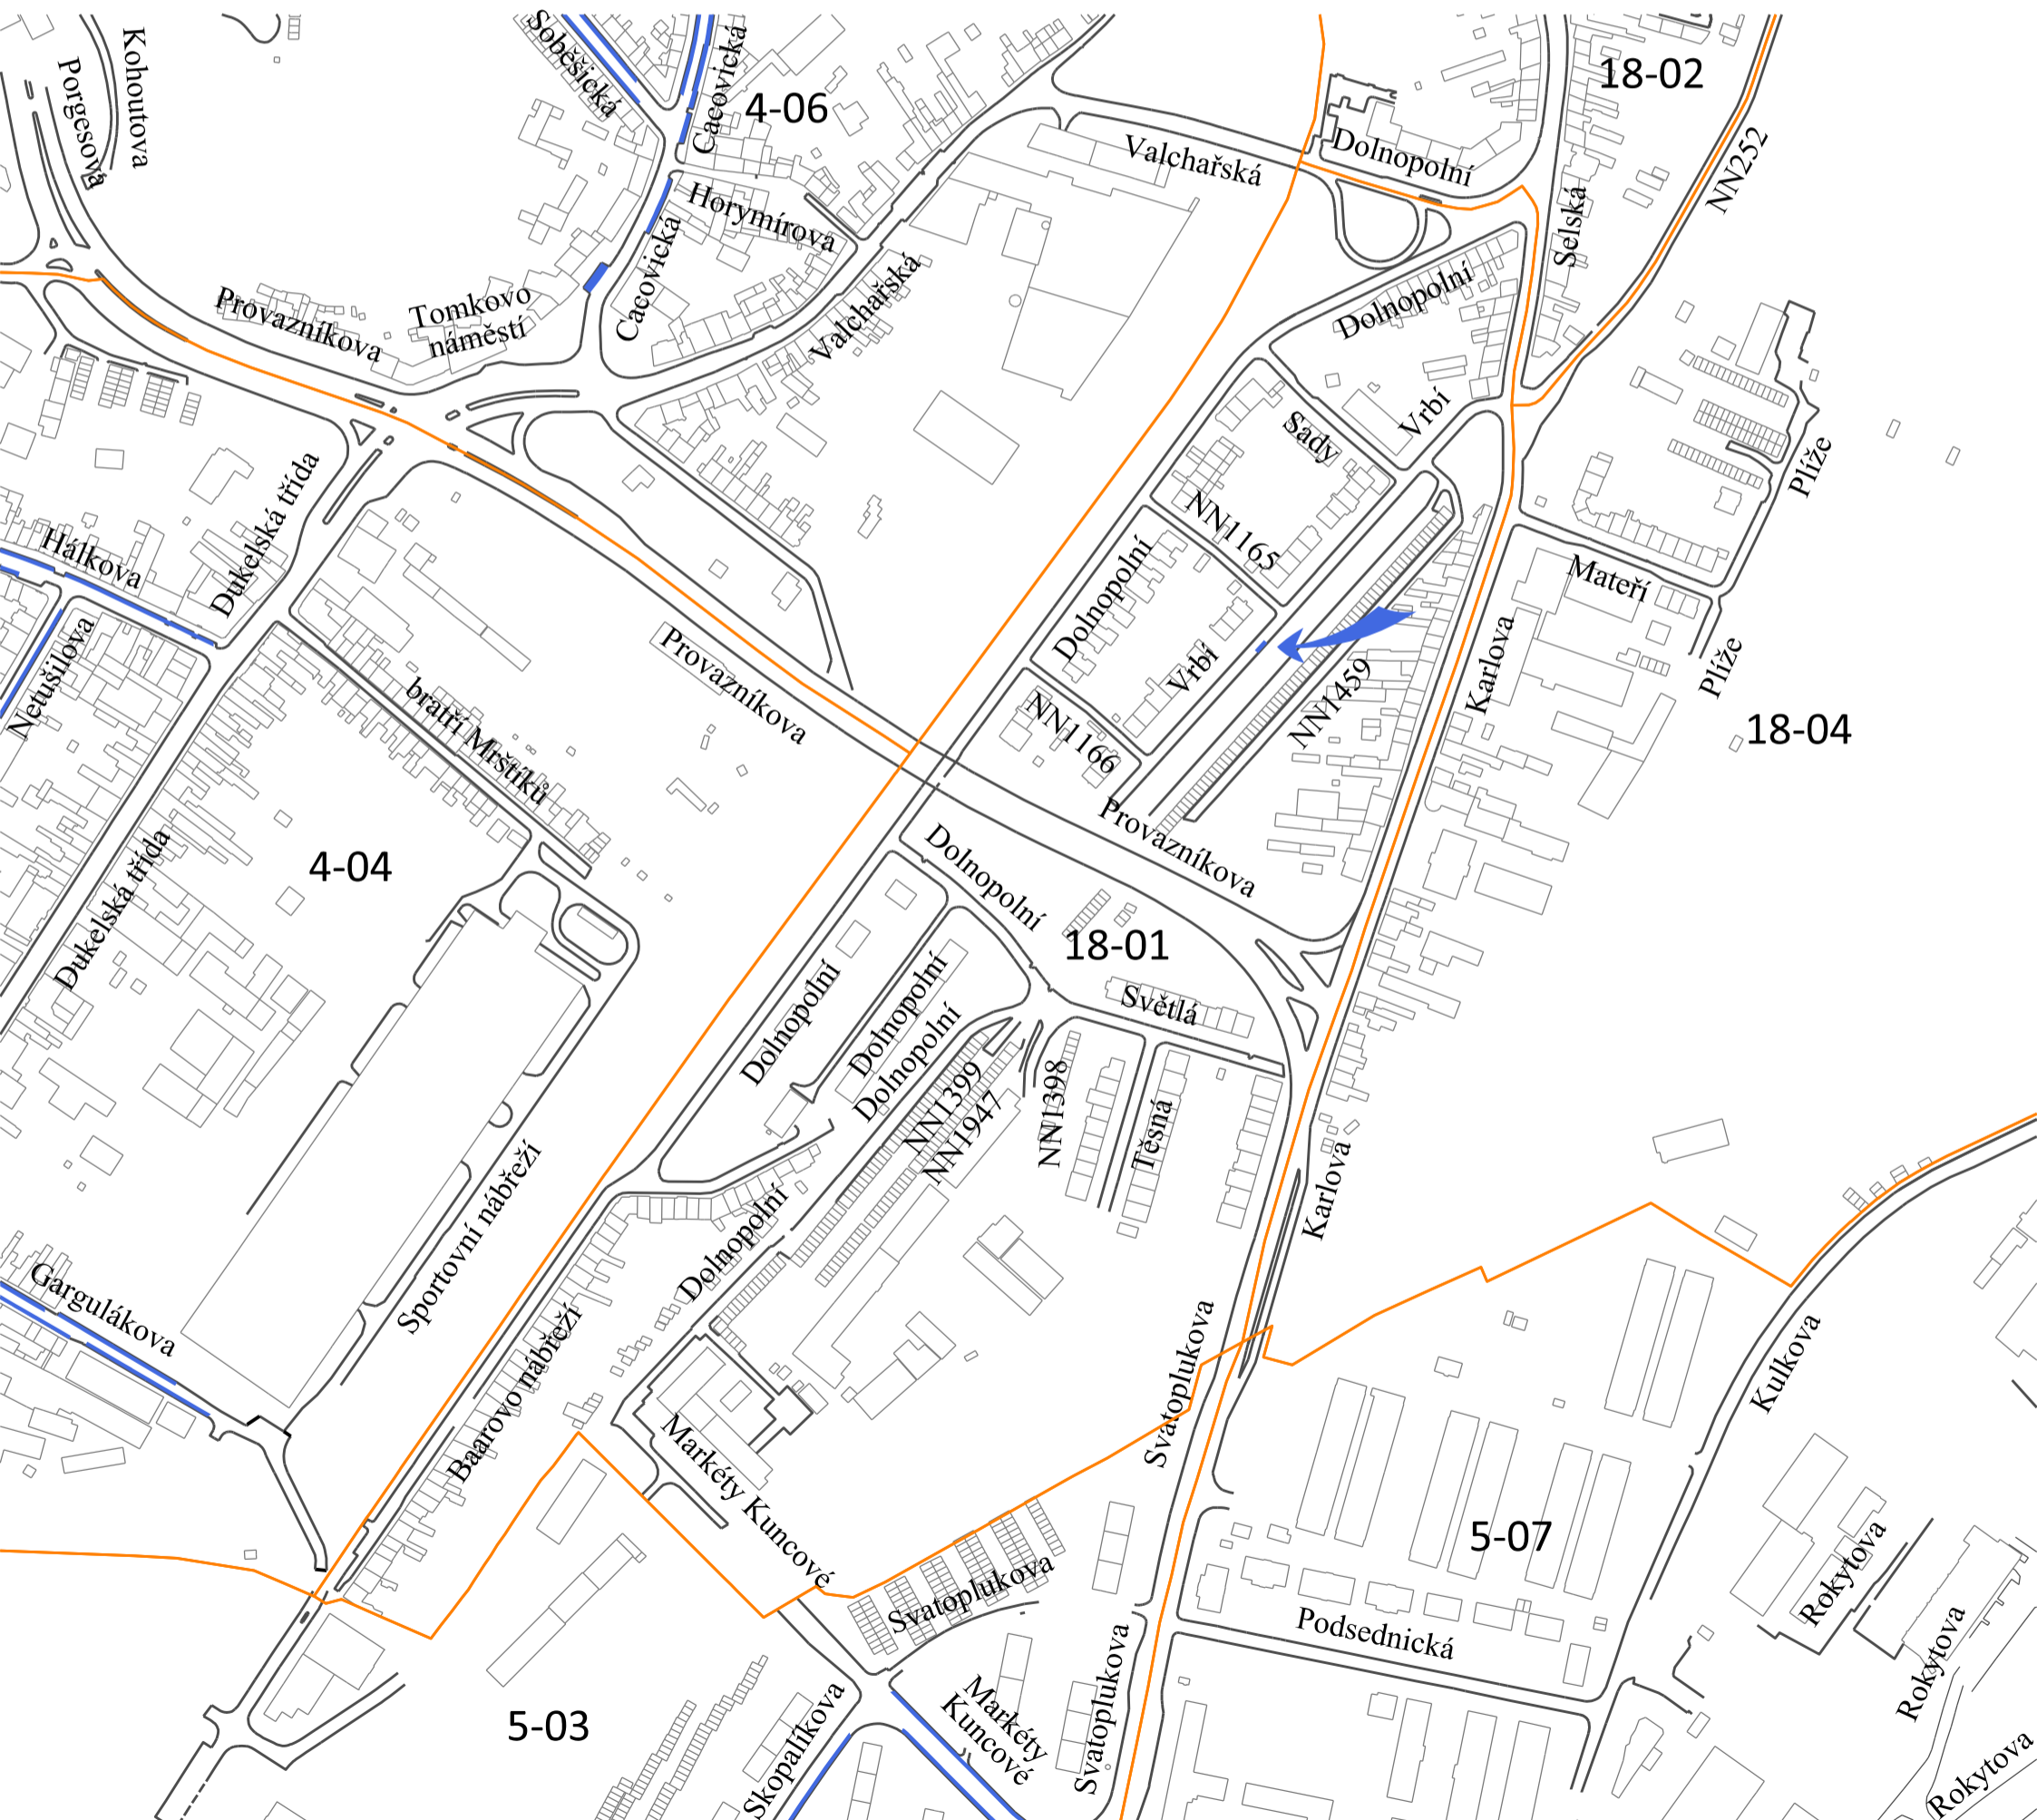 Soběšická
Cacovická
Kohoutova
Porgesova
4-06
18-02
Valchařská
Dolnopolní
NN252
Horymírova
Selská
Cacovická
Valchařská
Dolnopolní
Provazníkova
Tomkovo
náměstí
Vrbí
Sady
Plíže
Dukelská třída
Hálkova
NN1165
Mateří
Dolnopolní
Netušilova
Provazníkova
Vrbí
Karlova
Plíže
NN1459
NN1166
bratří Mrštíků
18-04
Provazníkova
4-04
Dolnopolní
Dukelská třída
18-01
Světlá
Dolnopolní
Dolnopolní
Dolnopolní
NN1399
NN1947
NN1398
Těsná
Karlova
Sportovní nábřeží
Dolnopolní
Gargulákova
Baarovo nábřeží
Svatoplukova
Kulkova
Markéty Kuncové
5-07
Svatoplukova
Podsednická
Rokytova
Rokytova
5-03
Skopalíkova
Markéty
Kuncové
Svatoplukova
Rokytova